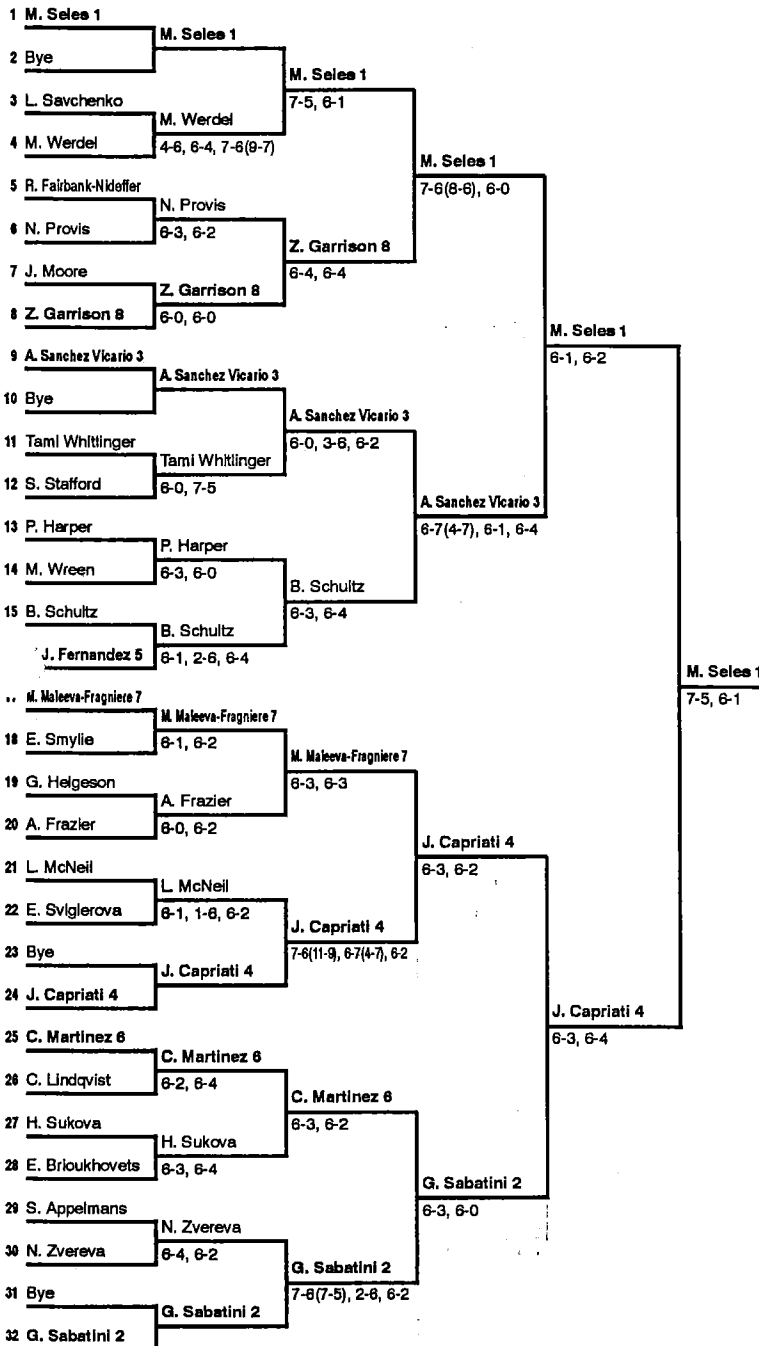 1 M. Seles 1
M. Seles 1
2 Bye
M. Seles 1
7-5, 6-1
3 L. Savchenko
M. Werdel
4 M. Werdel
4-6, 6-4, 7-6(9-7)
M. Seles 1
7-6(8-6), 6-0
5 R. Fairbank-Nideffer
N. Provis
6 N. Provis
6-3, 6-2
Z. Garrison 8
6-4, 6-4
7 J. Moore
Z. Garrison 8
8 Z. Garrison 8
6-0, 6-0
M. Seles 1
6-1, 6-2
9 A. Sanchez Vicario 3
A. Sanchez Vicario 3
10 Bye
A. Sanchez Vicario 3
6-0, 3-6, 6-2
11 Tami Whitlinger
Tami Whitlinger
12 S. Stafford
6-0, 7-5
A. Sanchez Vicario 3
6-7(4-7), 6-1, 6-4
13 P. Harper
P. Harper
14 M. Wreen
6-3, 6-0
B. Schultz
6-3, 6-4
15 B. Schultz
B. Schultz
J. Fernandez 5
6-1, 2-6, 6-4
M. Seles 1
7-5, 6-1
M. Maleeva-Fragniere 7
M. Maleeva-Fragniere 7
18 E. Smylie
6-1, 6-2
M. Maleeva-Fragniere 7
6-3, 6-3
19 G. Helgeson
A. Frazier
20 A. Frazier
6-0, 6-2
J. Capriati 4
6-3, 6-2
21 L. McNeil
L. McNeil
22 E. Sviglerova
6-1, 1-6, 6-2
J. Capriati 4
7-6(11-9), 6-7(4-7), 6-2
23 Bye
J. Capriati 4
24 J. Capriati 4
J. Capriati 4
6-3, 6-4
25 C. Martinez 6
C. Martinez 6
26 C. Lindqvist
6-2, 6-4
C. Martinez 6
6-3, 6-2
27 H. Sukova
H. Sukova
28 E. Brioukhovets
6-3, 6-4
G. Sabatini 2
6-3, 6-0
29 S. Appelmans
N. Zvereva
30 N. Zvereva
6-4, 6-2
G. Sabatini 2
7-6(7-5), 2-6, 6-2
31 Bye
G. Sabatini 2
32 G. Sabatini 2